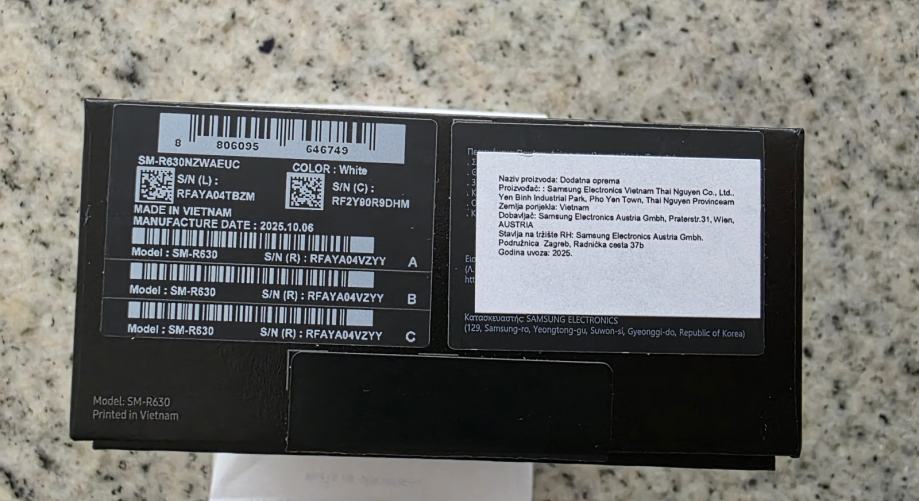 8 806095 646749
SM-R630NZWAEUC
COLOR : White
S/N (L) :
RFAYA04TBZM
S/N (C) :
RF2Y90R9DHM
MADE IN VIETNAM
MANUFACTURE DATE : 2025.10.06
Model : SM-R630 S/N (R) : RFAYA04VZYY A
Model : SM-R630 S/N (R) : RFAYA04VZYY B
Model : SM-R630 S/N (R) : RFAYA04VZYY C
Model: SM-R630
Printed in Vietnam
Naziv proizvoda: Dodatna oprema
Proizvođač: : Samsung Electronics Vietnam Thai Nguyen Co., Ltd.,
Yen Binh Industrial Park, Pho Yen Town, Thai Nguyen Provinceam
Zemlja porijekla: Vietnam
Dobavljač: Samsung Electronics Austria Gmbh, Praterstr.31, Wien,
AUSTRIA
Stavlja na tržište RH: Samsung Electronics Austria Gmbh.
Podružnica Zagreb, Radnička cesta 37b
Godina uvoza: 2025.
Κατασκευαστής: SAMSUNG ELECTRONICS
(129, Samsung-ro, Yeongtong-gu, Suwon-si, Gyeonggi-do, Republic of Korea)